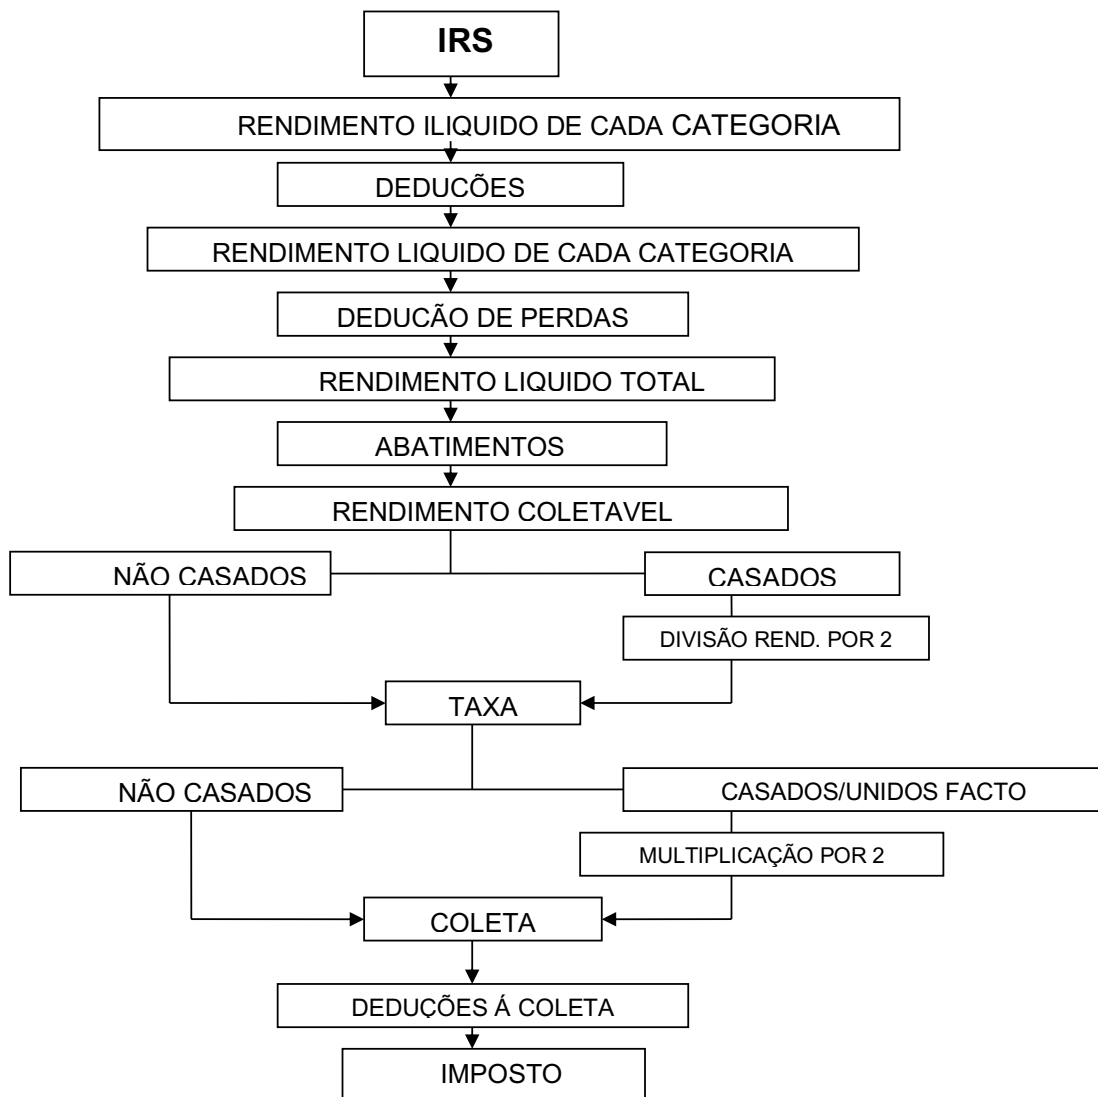 IRS
RENDIMENTO ILIQUIDO DE CADA CATEGORIA
DEDUCÕES
RENDIMENTO LIQUIDO DE CADA CATEGORIA
DEDUCÃO DE PERDAS
RENDIMENTO LIQUIDO TOTAL
ABATIMENTOS
RENDIMENTO COLETAVEL
NÃO CASADOS
CASADOS
DIVISÃO REND. POR 2
TAXA
NÃO CASADOS
CASADOS/UNIDOS FACTO
MULTIPLICAÇÃO POR 2
COLETA
DEDUÇÕES Á COLETA
IMPOSTO